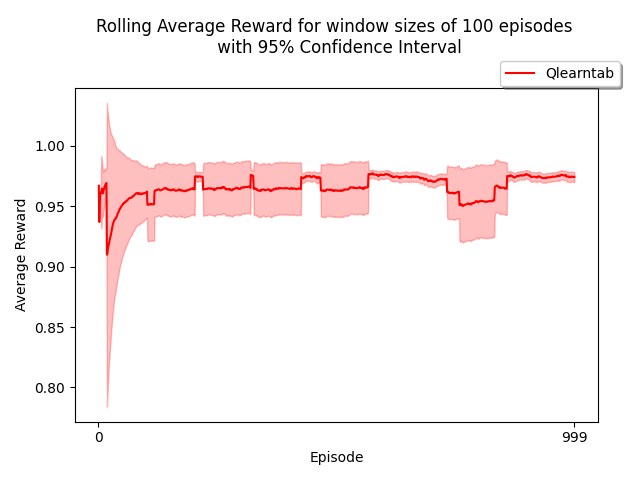 Rolling Average Reward for window sizes of 100 episodes
with 95% Confidence Interval
Qlearntab
1.00
0.95
0.90
0.85
0.80
Average Reward
0
999
Episode